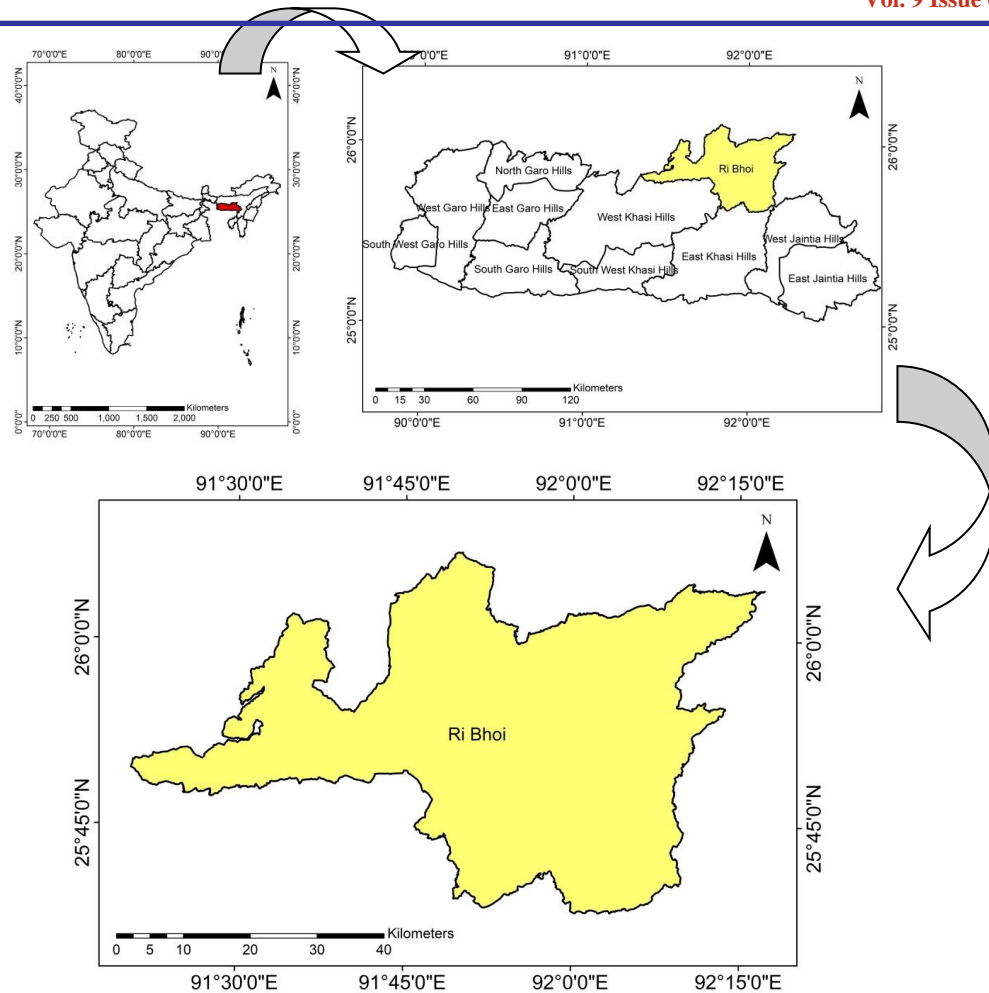 Vol. 9 Issue
70°0'0"E 80°0'0"E
N
40°0'0"N 30°0'0"N 20°0'0"N 10°0'0"N 0°0'0"
40°0'0"N 30°0'0"N 20°0'0"N 10°0'0"N 0°0'0"
Kilometers
0 250 500 1,000 1,500 2,000
70°0'0"E 80°0'0"E 90°0'0"E
91°0'0"E 92°0'0"E
N
26°0'0"N 25°0'0"N
26°0'0"N 25°0'0"N
Ri Bhoi
North Garo Hills
West Garo Hills East Garo Hills
West Khasi Hills
South West Garo Hills
West Jaintia Hills
East Khasi Hills
South Garo Hills
South West Khasi Hills
East Jaintia Hills
Kilometers
0 15 30 60 90 120
90°0'0"E 91°0'0"E 92°0'0"E
91°30'0"E 91°45'0"E 92°0'0"E 92°15'0"E
N
26°0'0"N 25°45'0"N
26°0'0"N 25°45'0"N
Ri Bhoi
Kilometers
0 5 10 20 30 40
91°30'0"E 91°45'0"E 92°0'0"E 92°15'0"E